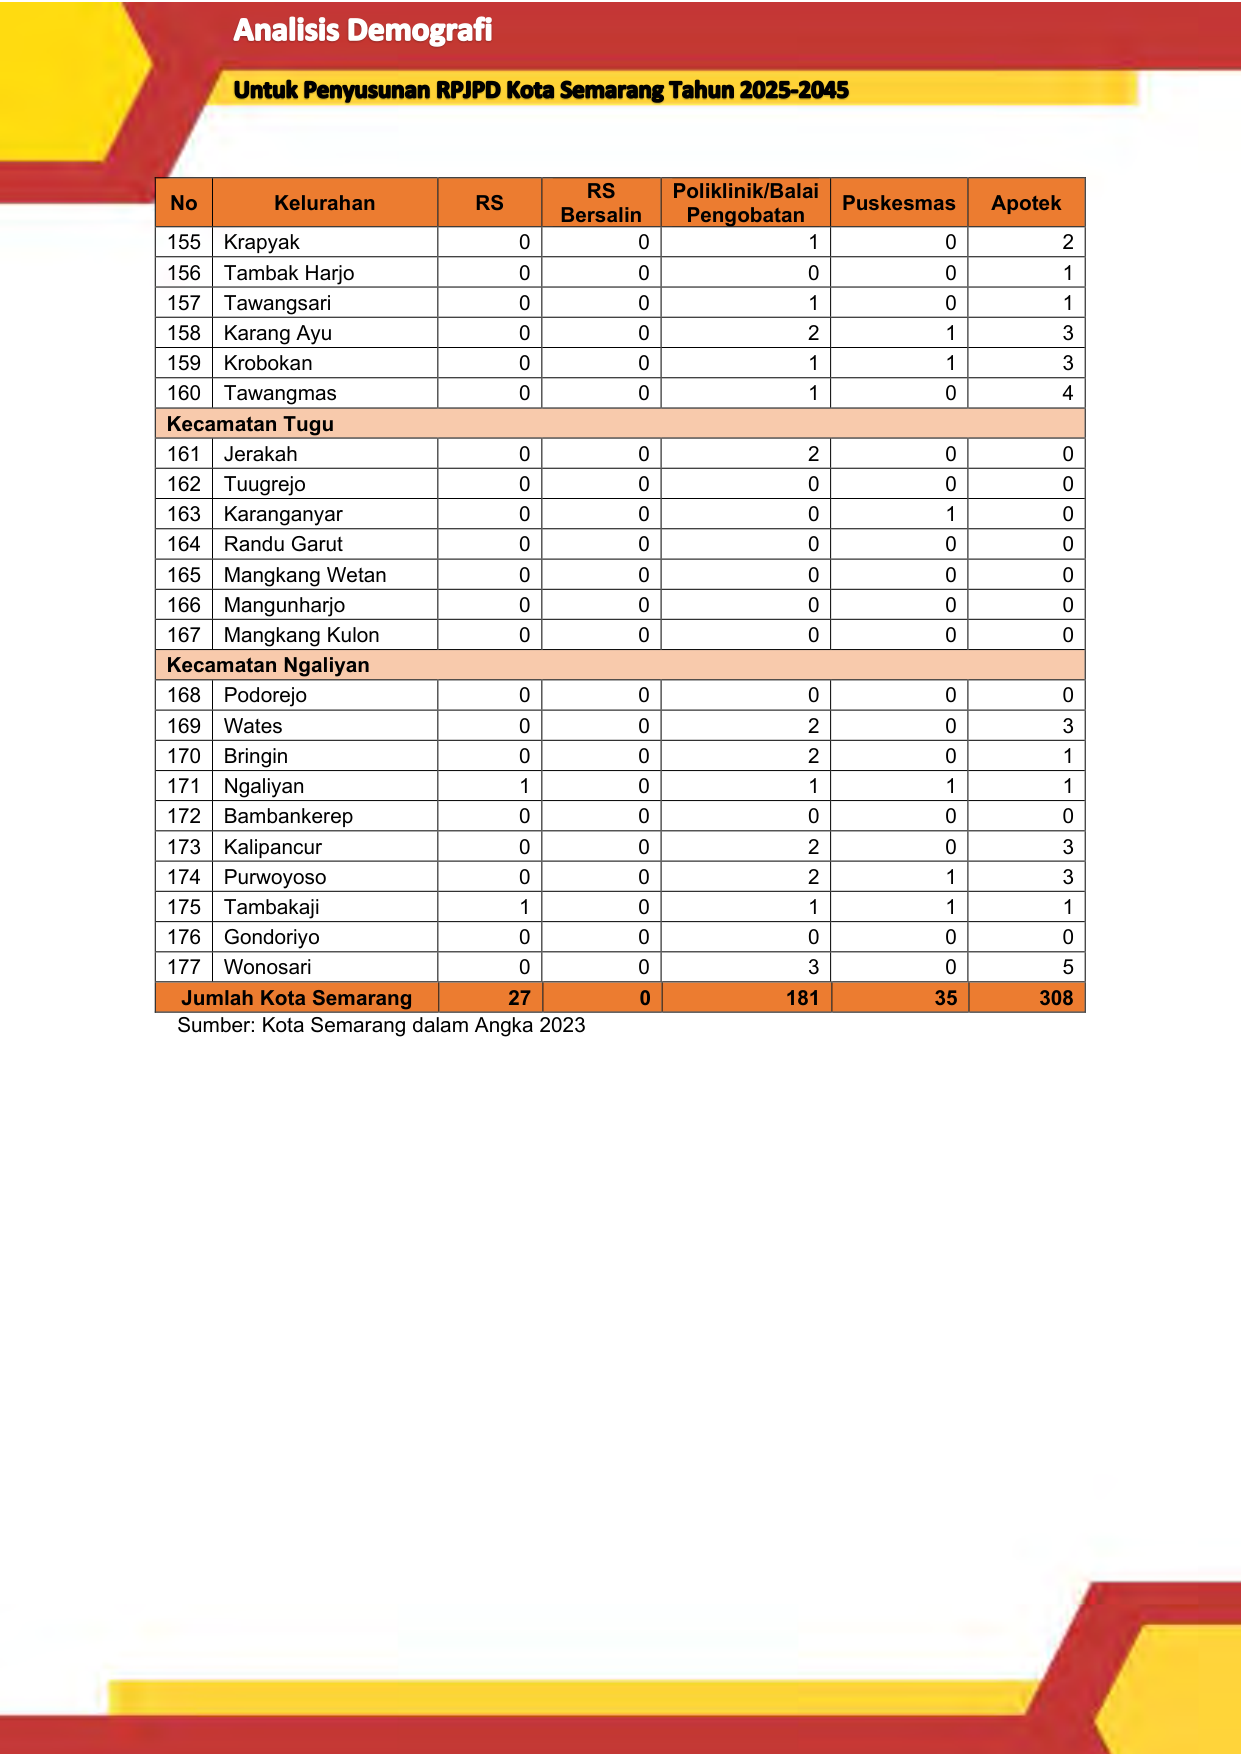 Analisis Demografi
Untuk Penyusunan RPJPD Kota Semarang Tahun 2025-2045
No Kelurahan RS RS Bersalin Poliklinik/Balai Pengobatan Puskesmas Apotek
155 Krapyak 0 0 1 0 2
156 Tambak Harjo 0 0 0 0 1
157 Tawangsari 0 0 1 0 1
158 Karang Ayu 0 0 2 1 3
159 Krobokan 0 0 1 1 3
160 Tawangmas 0 0 1 0 4
Kecamatan Tugu
161 Jerakah 0 0 2 0 0
162 Tuugrejo 0 0 0 0 0
163 Karanganyar 0 0 0 1 0
164 Randu Garut 0 0 0 0 0
165 Mangkang Wetan 0 0 0 0 0
166 Mangunharjo 0 0 0 0 0
167 Mangkang Kulon 0 0 0 0 0
Kecamatan Ngaliyan
168 Podorejo 0 0 0 0 0
169 Wates 0 0 2 0 3
170 Bringin 0 0 2 0 1
171 Ngaliyan 1 0 1 1 1
172 Bambankerep 0 0 0 0 0
173 Kalipancur 0 0 2 0 3
174 Purwoyoso 0 0 2 1 3
175 Tambakaji 1 0 1 1 1
176 Gondoriyo 0 0 0 0 0
177 Wonosari 0 0 3 0 5
Jumlah Kota Semarang 27 0 181 35 308
Sumber: Kota Semarang dalam Angka 2023